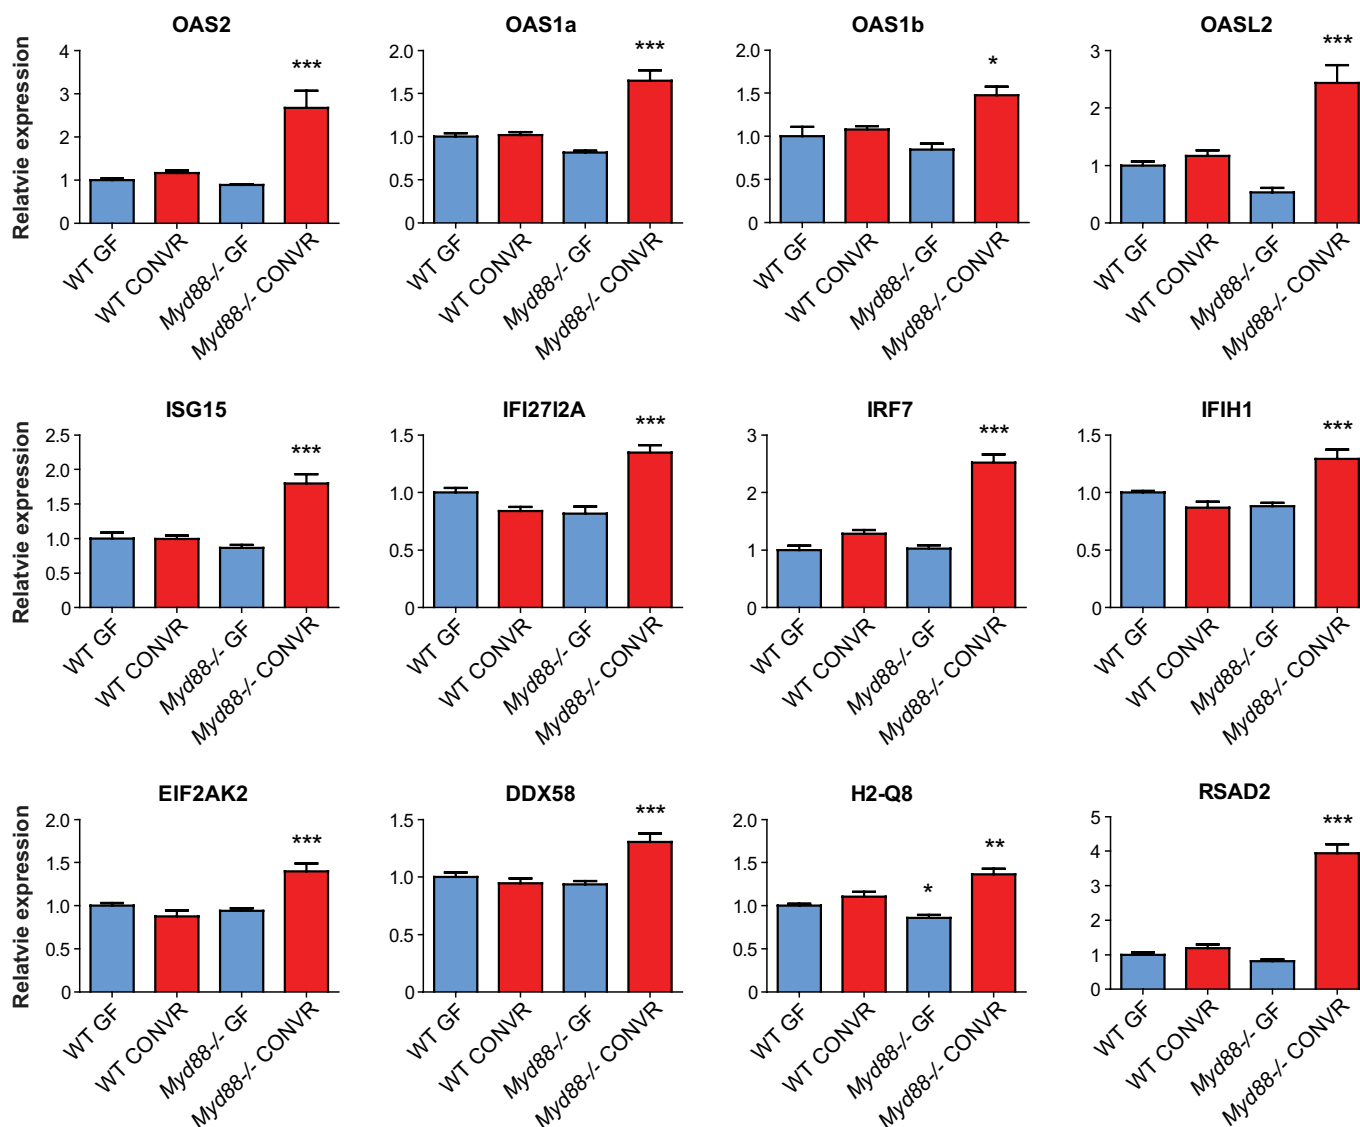 OAS2 OAS1a OAS1b OASL2
Relatvie expression
4
3
2
1
0
***
WT GF
WT CONVR
Myd88-/- GF
Myd88-/- CONVR
2.0
1.5
1.0
0.5
0
***
WT GF
WT CONVR
Myd88-/- GF
Myd88-/- CONVR
2.0
1.5
1.0
0.5
0
*
WT GF
WT CONVR
Myd88-/- GF
Myd88-/- CONVR
3
2
1
0
***
WT GF
WT CONVR
Myd88-/- GF
Myd88-/- CONVR
ISG15 IFI27I2A IRF7 IFIH1
Relatvie expression
2.5
2.0
1.5
1.0
0.5
0
***
WT GF
WT CONVR
Myd88-/- GF
Myd88-/- CONVR
1.5
1.0
0.5
0
***
WT GF
WT CONVR
Myd88-/- GF
Myd88-/- CONVR
3
2
1
0
***
WT GF
WT CONVR
Myd88-/- GF
Myd88-/- CONVR
1.5
1.0
0.5
0
***
WT GF
WT CONVR
Myd88-/- GF
Myd88-/- CONVR
EIF2AK2 DDX58 H2-Q8 RSAD2
Relatvie expression
2.0
1.5
1.0
0.5
0
***
WT GF
WT CONVR
Myd88-/- GF
Myd88-/- CONVR
1.5
1.0
0.5
0
***
WT GF
WT CONVR
Myd88-/- GF
Myd88-/- CONVR
2.0
1.5
1.0
0.5
0
*
**
WT GF
WT CONVR
Myd88-/- GF
Myd88-/- CONVR
5
4
3
2
1
0
***
WT GF
WT CONVR
Myd88-/- GF
Myd88-/- CONVR